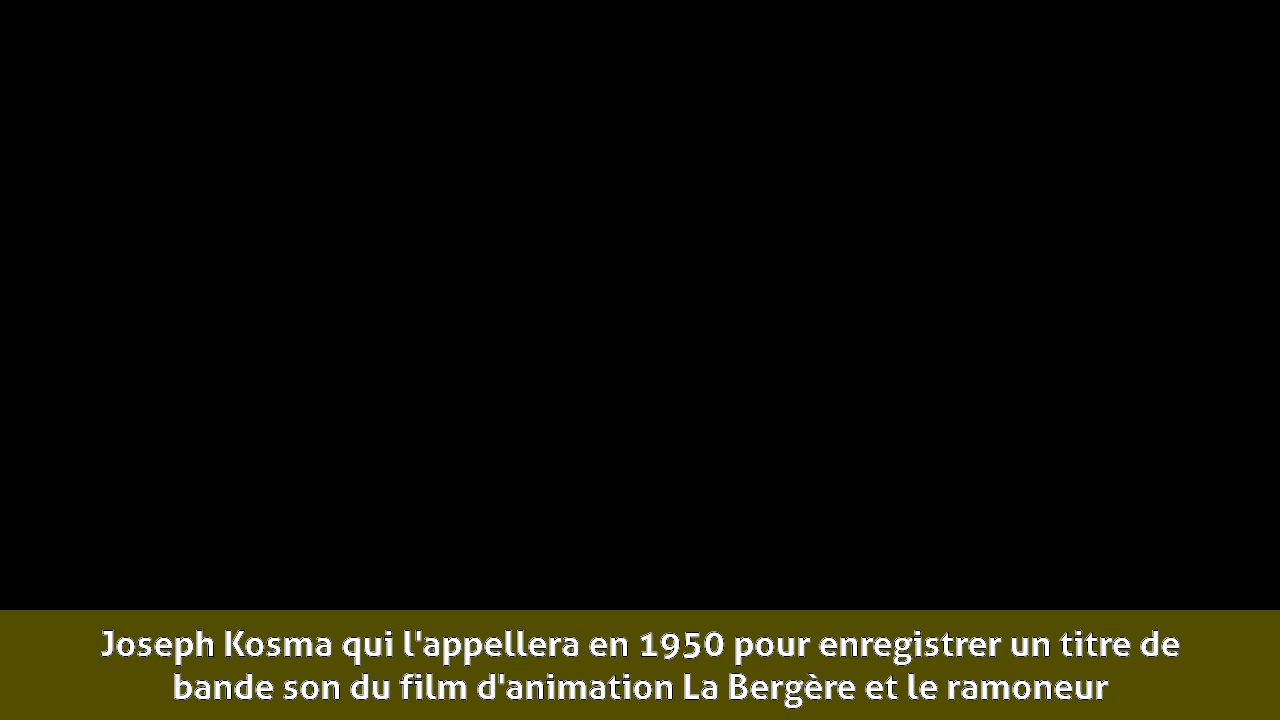 Joseph Kosma qui l'appellera en 1950 pour enregistrer un titre de
bande son du film d'animation La Bergère et le ramoneur